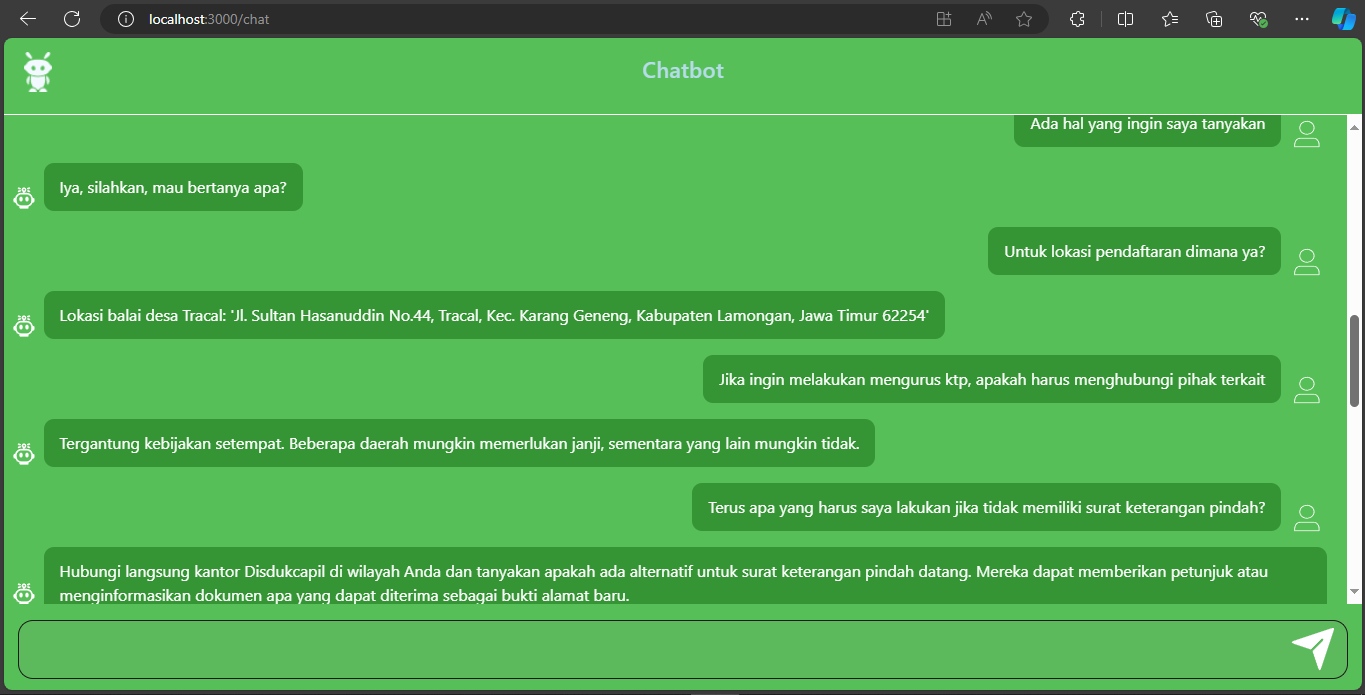 localhost:3000/chat
Chatbot
Ada hal yang ingin saya tanyakan
Iya, silahkan, mau bertanya apa?
Untuk lokasi pendaftaran dimana ya?
Lokasi balai desa Tracal: 'Jl. Sultan Hasanuddin No.44, Tracal, Kec. Karang Geneng, Kabupaten Lamongan, Jawa Timur 62254'
Jika ingin melakukan mengurus ktp, apakah harus menghubungi pihak terkait
Tergantung kebijakan setempat. Beberapa daerah mungkin memerlukan janji, sementara yang lain mungkin tidak.
Terus apa yang harus saya lakukan jika tidak memiliki surat keterangan pindah?
Hubungi langsung kantor Disdukcapil di wilayah Anda dan tanyakan apakah ada alternatif untuk surat keterangan pindah datang. Mereka dapat memberikan petunjuk atau
menginformasikan dokumen apa yang dapat diterima sebagai bukti alamat baru.